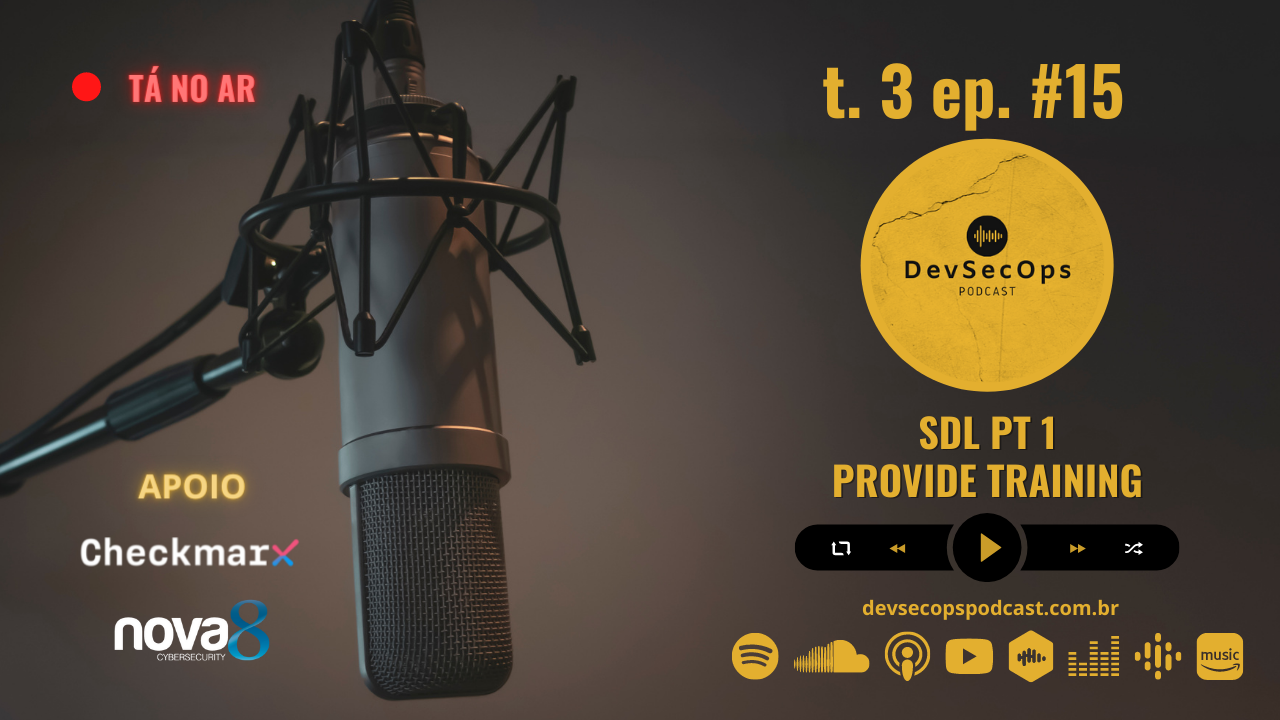 TÁ NO AR
t. 3 ep. #15
DevSecOps
PODCAST
SDL PT 1
PROVIDE TRAINING
APOIO
Checkmarx
nova8
CYBERSECURITY
devsecopspodcast.com.br
music